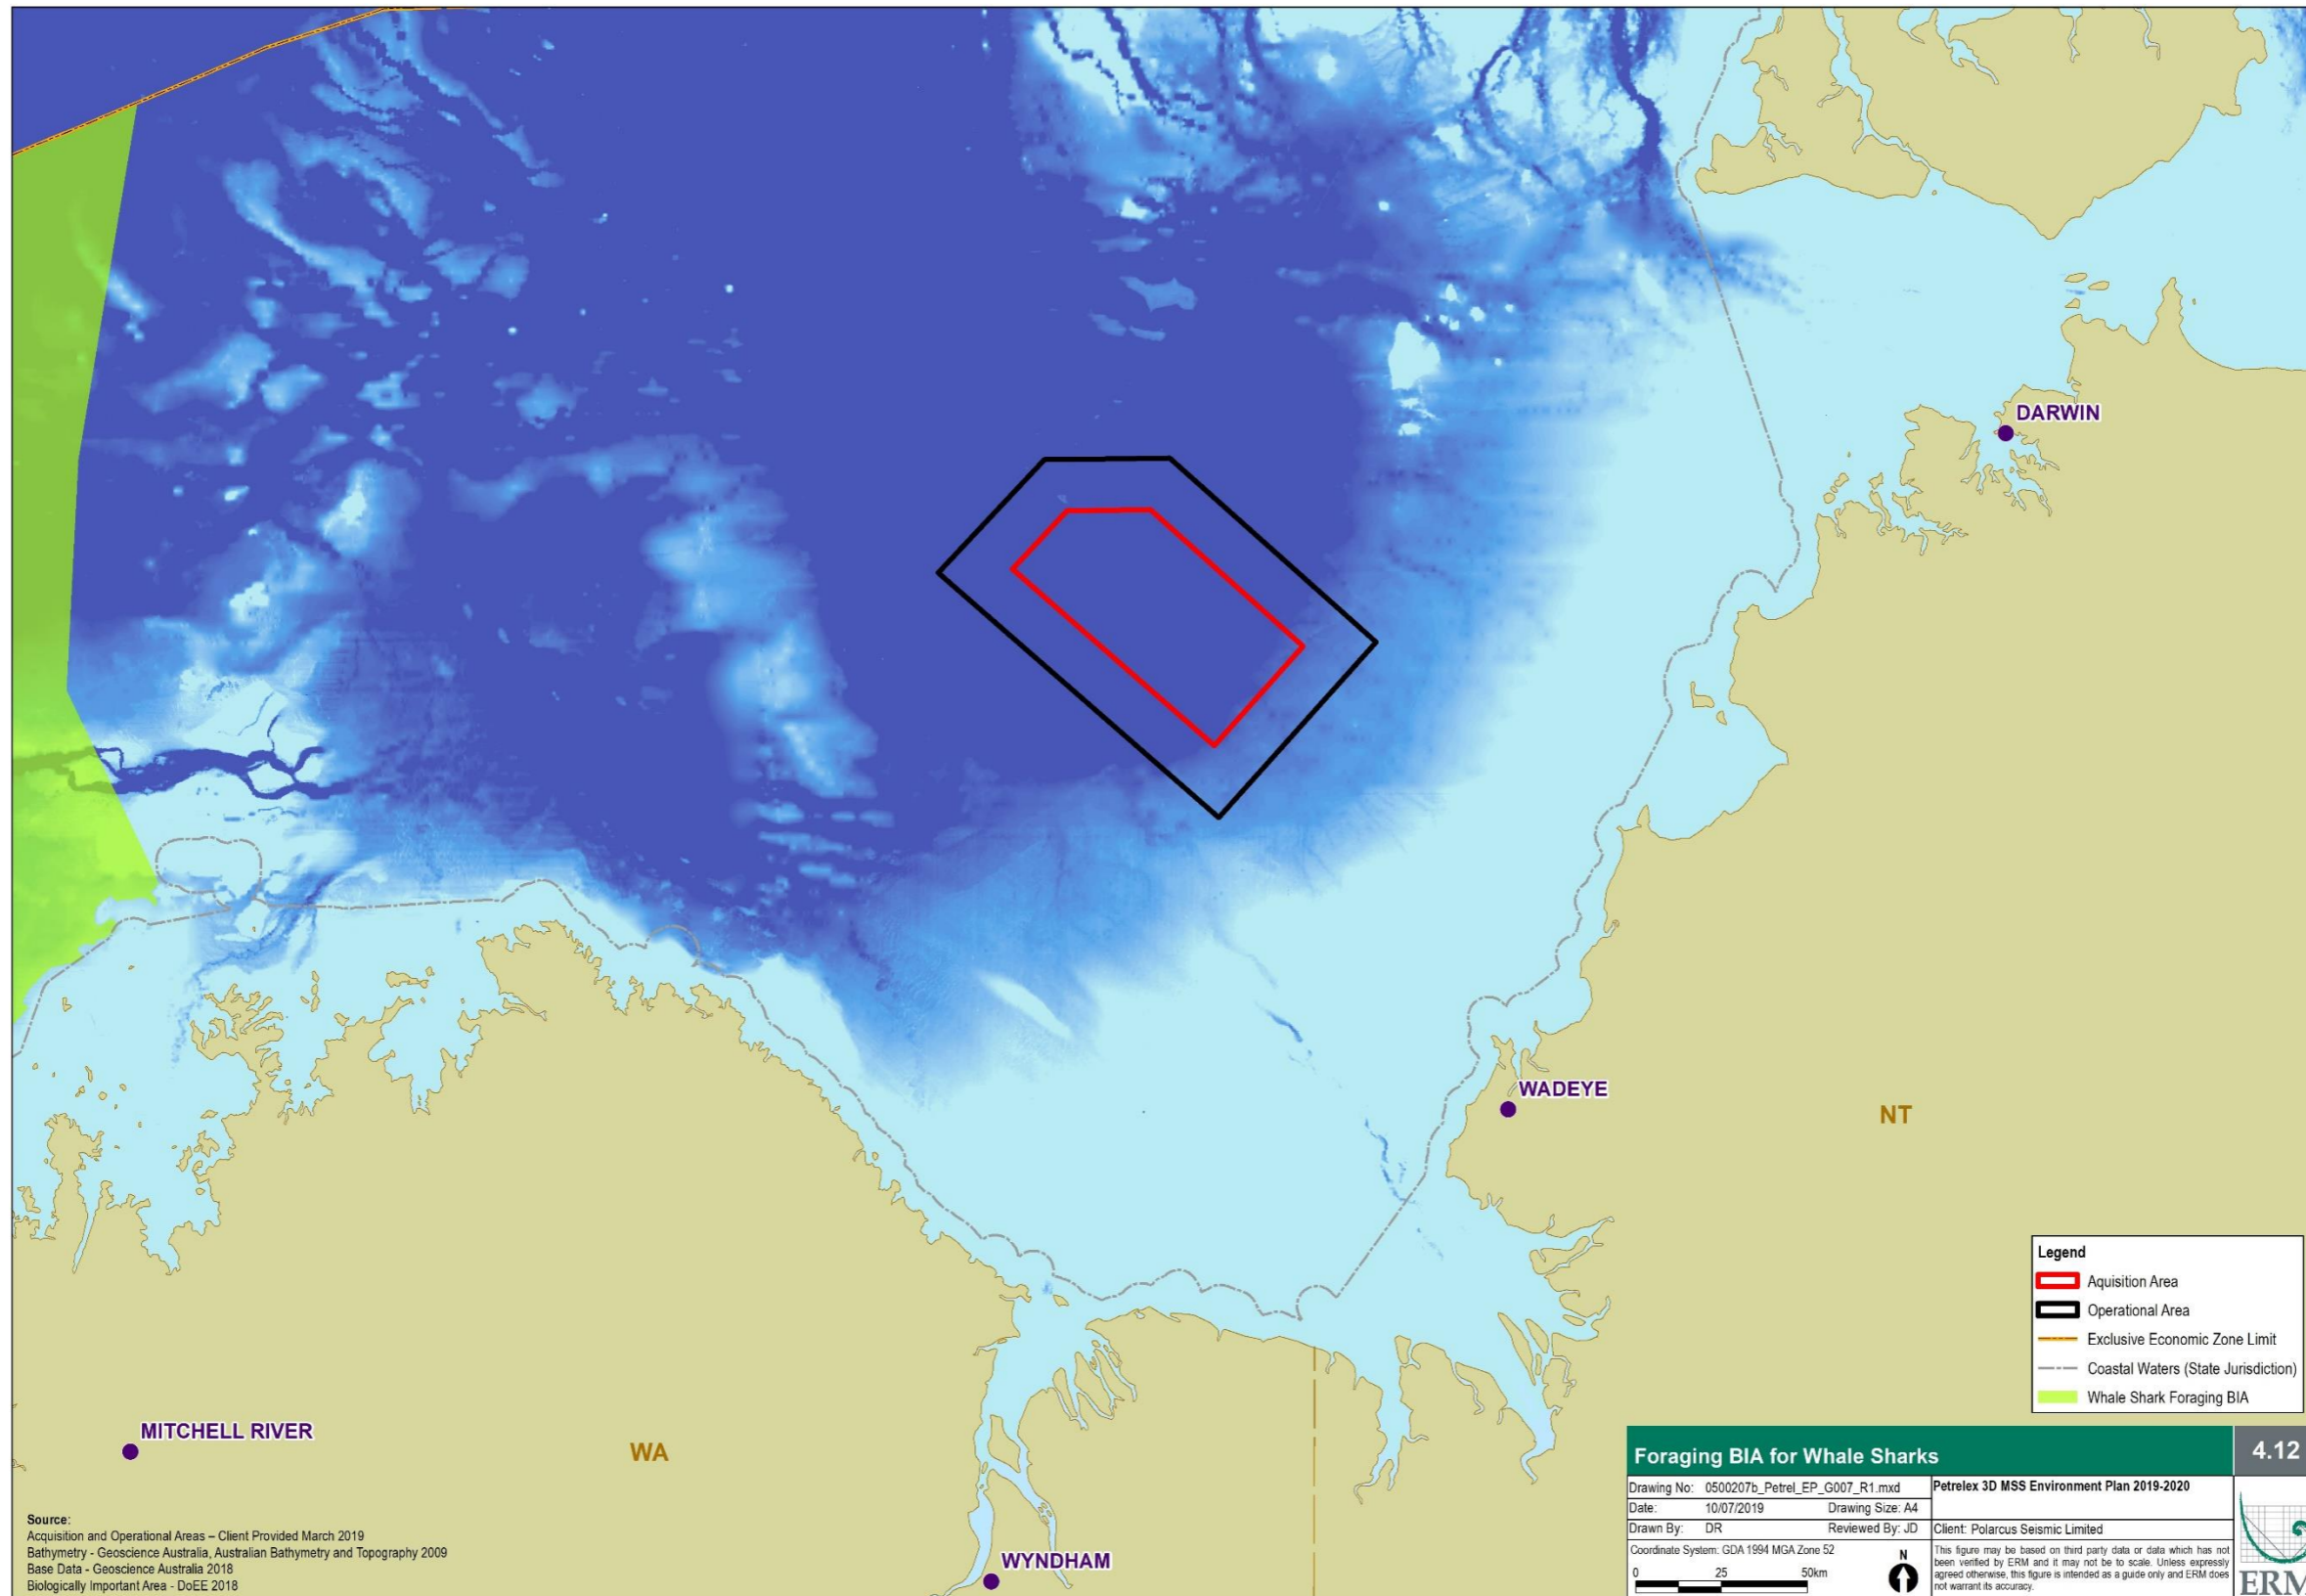 DARWIN
WADEYE
NT
MITCHELL RIVER
WA
WYNDHAM
Legend
Aquisition Area
Operational Area
Exclusive Economic Zone Limit
Coastal Waters (State Jurisdiction)
Whale Shark Foraging BIA
Source:
Acquisition and Operational Areas – Client Provided March 2019
Bathymetry - Geoscience Australia, Australian Bathymetry and Topography 2009
Base Data - Geoscience Australia 2018
Biologically Important Area - DoEE 2018
Foraging BIA for Whale Sharks
4.12
Drawing No: 0500207b_Petrel_EP_G007_R1.mxd
Petrelex 3D MSS Environment Plan 2019-2020
Date: 10/07/2019 Drawing Size: A4
Drawn By: DR Reviewed By: JD
Client: Polarcus Seismic Limited
Coordinate System: GDA 1994 MGA Zone 52
N
0 25 50km
This figure may be based on third party data or data which has not
been verified by ERM and it may not be to scale. Unless expressly
agreed otherwise, this figure is intended as a guide only and ERM does
not warrant its accuracy.
ERM